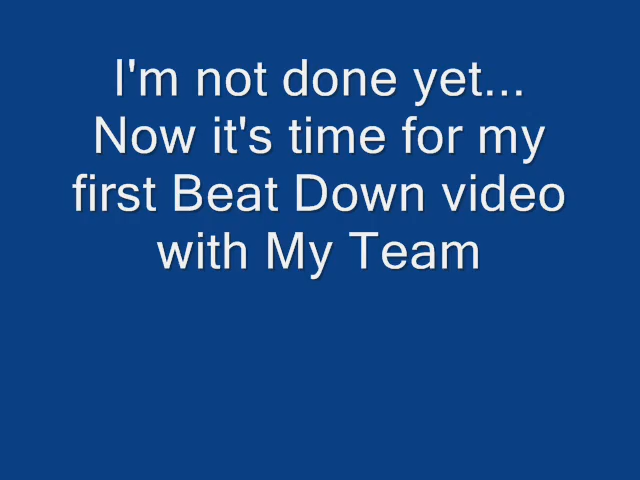 I'm not done yet...
Now it's time for my
first Beat Down video
with My Team